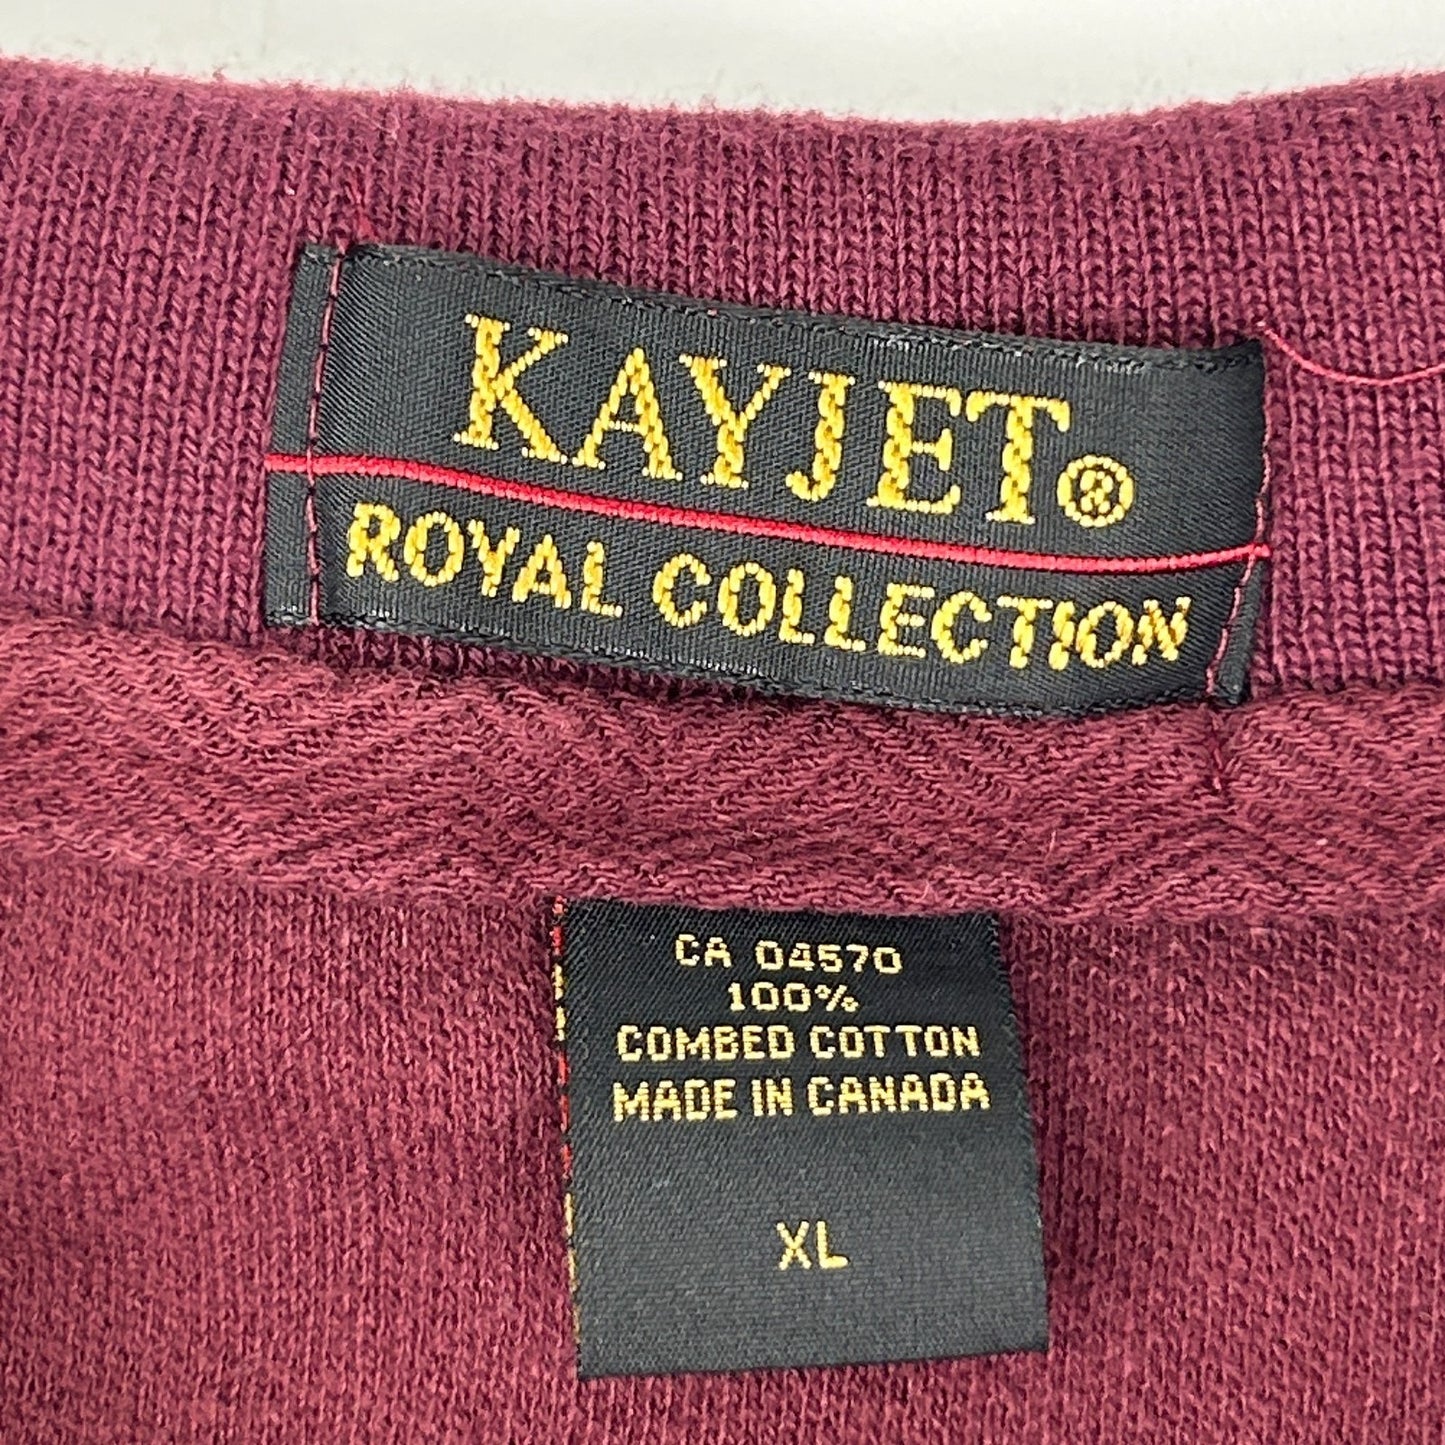 KAYJET®
ROYAL COLLECTION
CA 04570
100%
COMBED COTTON
MADE IN CANADA
XL